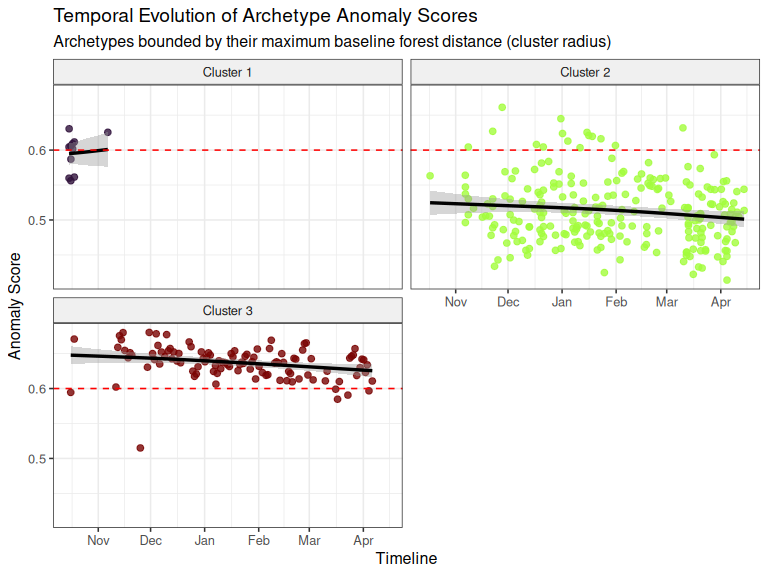 Temporal Evolution of Archetype Anomaly Scores
Archetypes bounded by their maximum baseline forest distance (cluster radius)
Cluster 1
Cluster 2
0.6
0.5
Nov Dec Jan Feb Mar Apr
Cluster 3
0.6
0.5
Nov Dec Jan Feb Mar Apr
Anomaly Score
Timeline